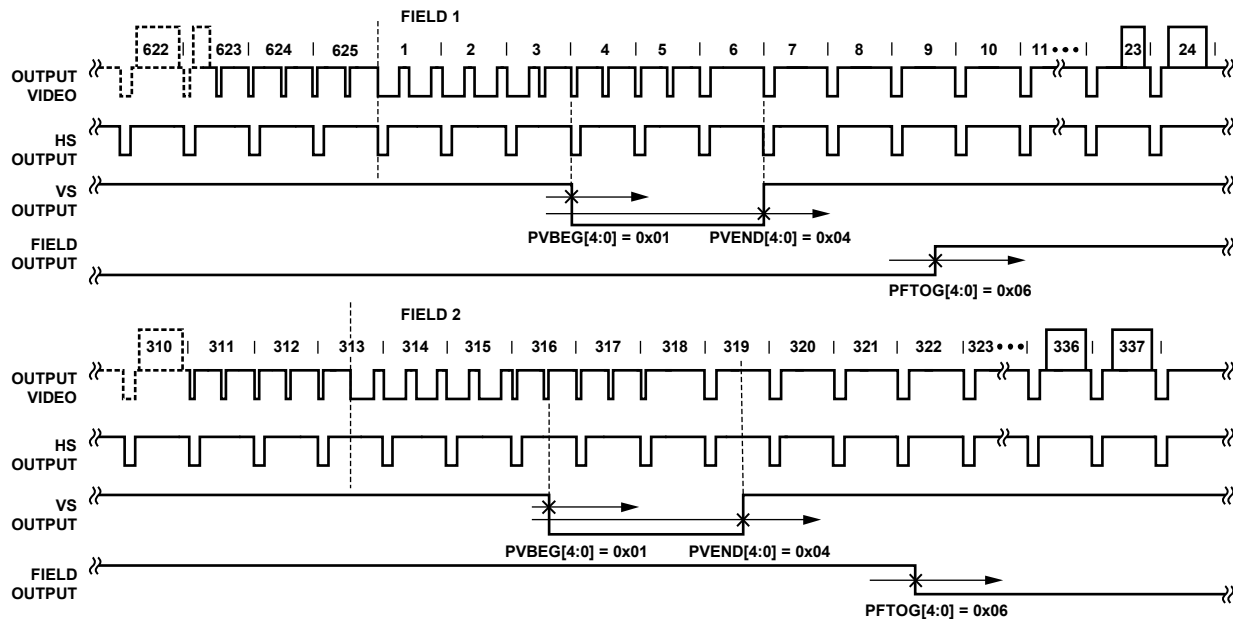 FIELD 1
622 | 623 | 624 | 625 | 1 | 2 | 3 | 4 | 5 | 6 | 7 | 8 | 9 | 10 | 11 ••• 23 | 24 |
OUTPUT
VIDEO
HS
OUTPUT
VS
OUTPUT
PVBEG[4:0] = 0x01 PVEND[4:0] = 0x04
FIELD
OUTPUT
PFTOG[4:0] = 0x06
FIELD 2
310 | 311 | 312 | 313 | 314 | 315 | 316 | 317 | 318 | 319 | 320 | 321 | 322 | 323 ••• | 336 | 337 |
OUTPUT
VIDEO
HS
OUTPUT
VS
OUTPUT
PVBEG[4:0] = 0x01 PVEND[4:0] = 0x04
FIELD
OUTPUT
PFTOG[4:0] = 0x06